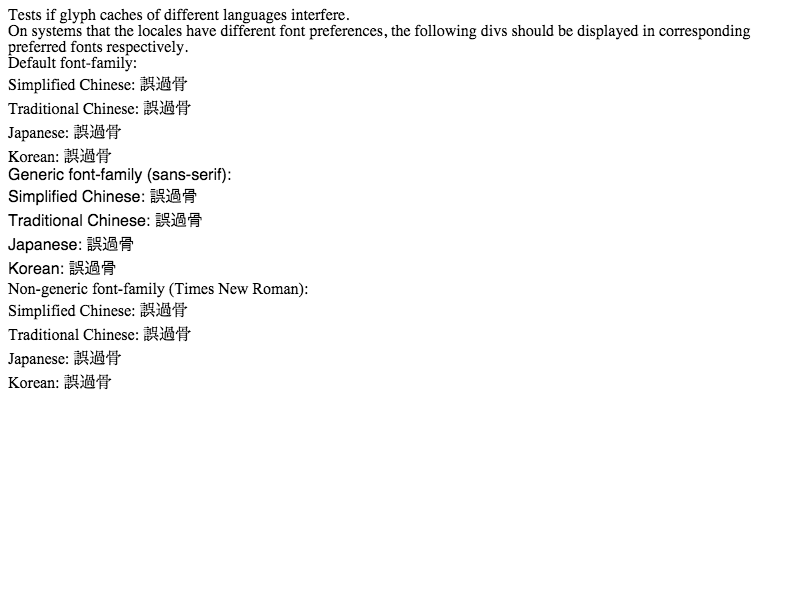 Tests if glyph caches of different languages interfere.
On systems that the locales have different font preferences, the following divs should be displayed in corresponding
preferred fonts respectively.
Default font-family:
Simplified Chinese: 誤過骨
Traditional Chinese: 誤過骨
Japanese: 誤過骨
Korean: 誤過骨
Generic font-family (sans-serif):
Simplified Chinese: 誤過骨
Traditional Chinese: 誤過骨
Japanese: 誤過骨
Korean: 誤過骨
Non-generic font-family (Times New Roman):
Simplified Chinese: 誤過骨
Traditional Chinese: 誤過骨
Japanese: 誤過骨
Korean: 誤過骨